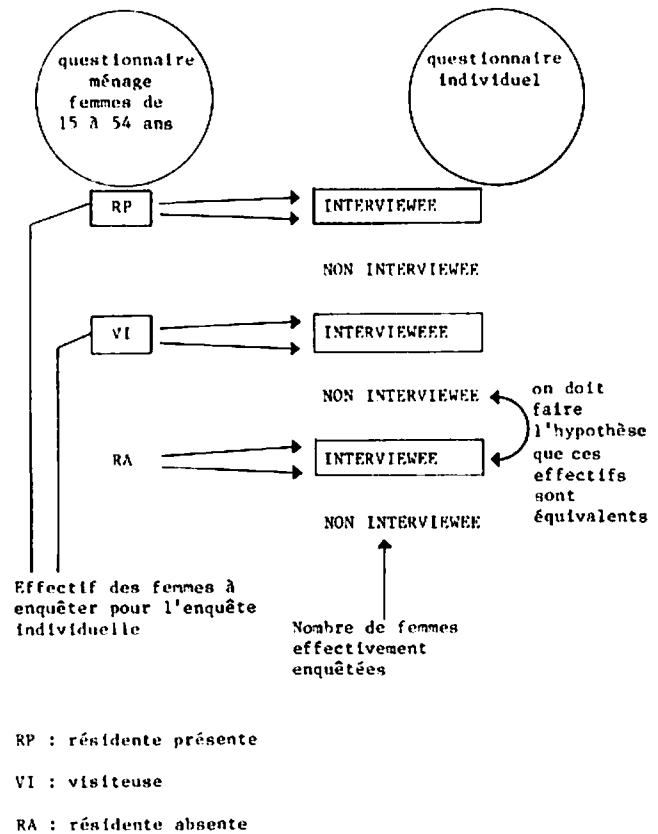 questionnaire
ménage
femmes de
15 à 54 ans
questionnaire
individuel
RP
INTERVIEWEE
NON INTERVIEWEE
VI
INTERVIEWEEE
NON INTERVIEWEE
on doit
faire
l'hypothèse
que ces
effectifs
sont
équivalents
RA
INTERVIEWEE
NON INTERVIEWEE
Effectif des femmes à
enquêter pour l'enquête
individuelle
Nombre de femmes
effectivement
enquêtées
RP : résidente présente
VI : visiteuse
RA : résidente absente